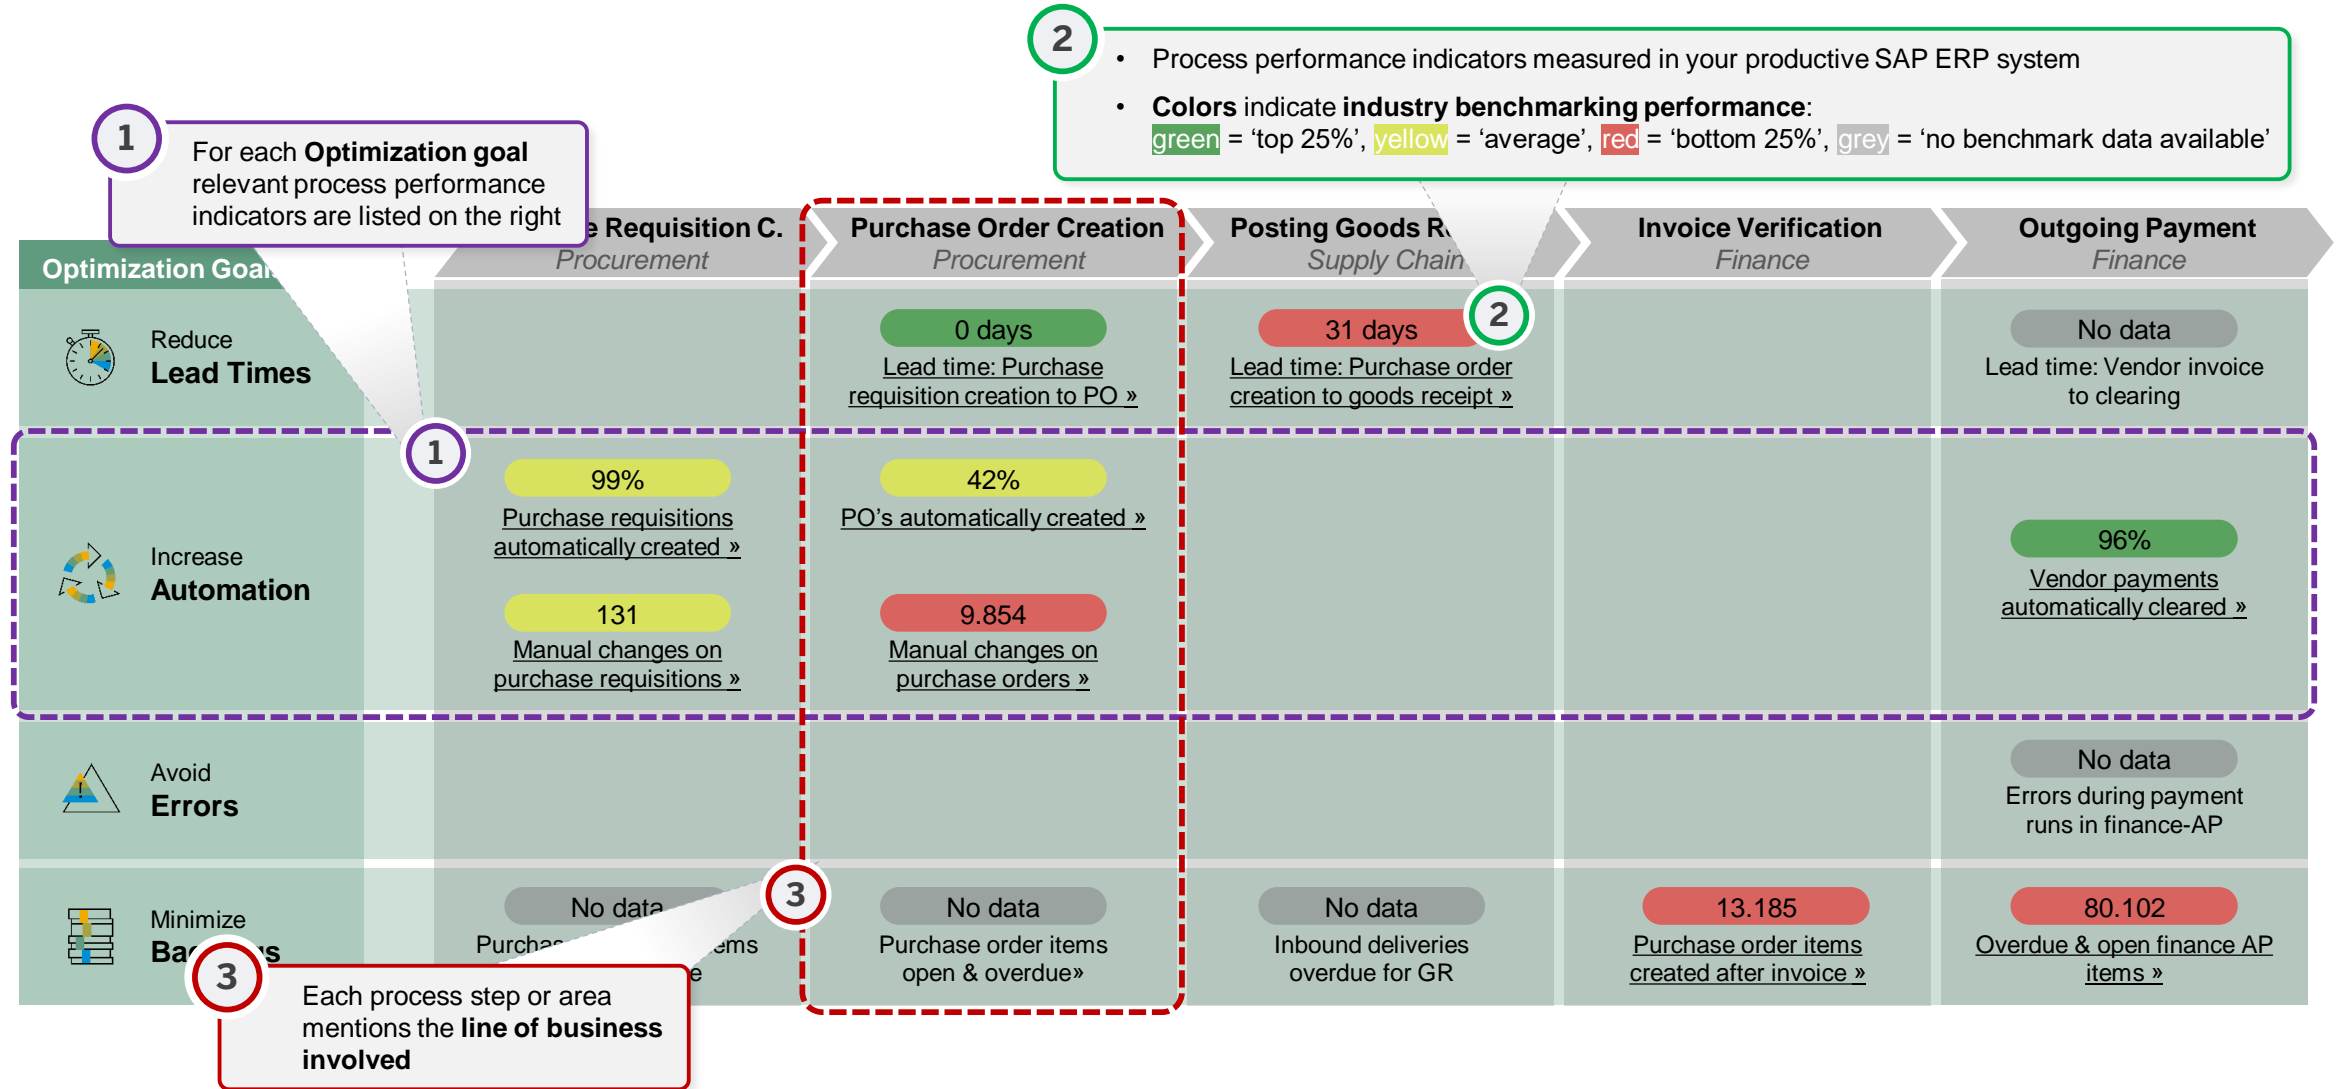 2
• Process performance indicators measured in your productive SAP ERP system
• Colors indicate industry benchmarking performance:
green = ‘top 25%’, yellow = ‘average’, red = ‘bottom 25%’, grey = ‘no benchmark data available’
1
For each Optimization goal
relevant process performance
indicators are listed on the right
Requisition C.
Procurement
Purchase Order Creation
Procurement
Posting Goods
Supply Chain
Invoice Verification
Finance
Outgoing Payment
Finance
Optimization
Reduce
Lead Times
0 days
Lead time: Purchase
requisition creation to PO »
31 days
2
Lead time: Purchase order
creation to goods receipt »
No data
Lead time: Vendor invoice
to clearing
1
Increase
Automation
99%
Purchase requisitions
automatically created »
131
Manual changes on
purchase requisitions »
42%
PO’s automatically created »
9.854
Manual changes on
purchase orders »
96%
Vendor payments
automatically cleared »
Avoid
Errors
No data
Errors during payment
runs in finance-AP
Minimize
No data
3
No data
Purchase order items
open & overdue»
No data
Inbound deliveries
overdue for GR
13.185
Purchase order items
created after invoice »
80.102
Overdue & open finance AP
items »
3
Each process step or area
mentions the line of business
involved